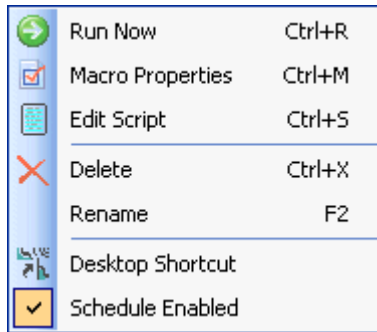 Run Now Ctrl+R
Macro Properties Ctrl+M
Edit Script Ctrl+S
Delete Ctrl+X
Rename F2
Desktop Shortcut
Schedule Enabled